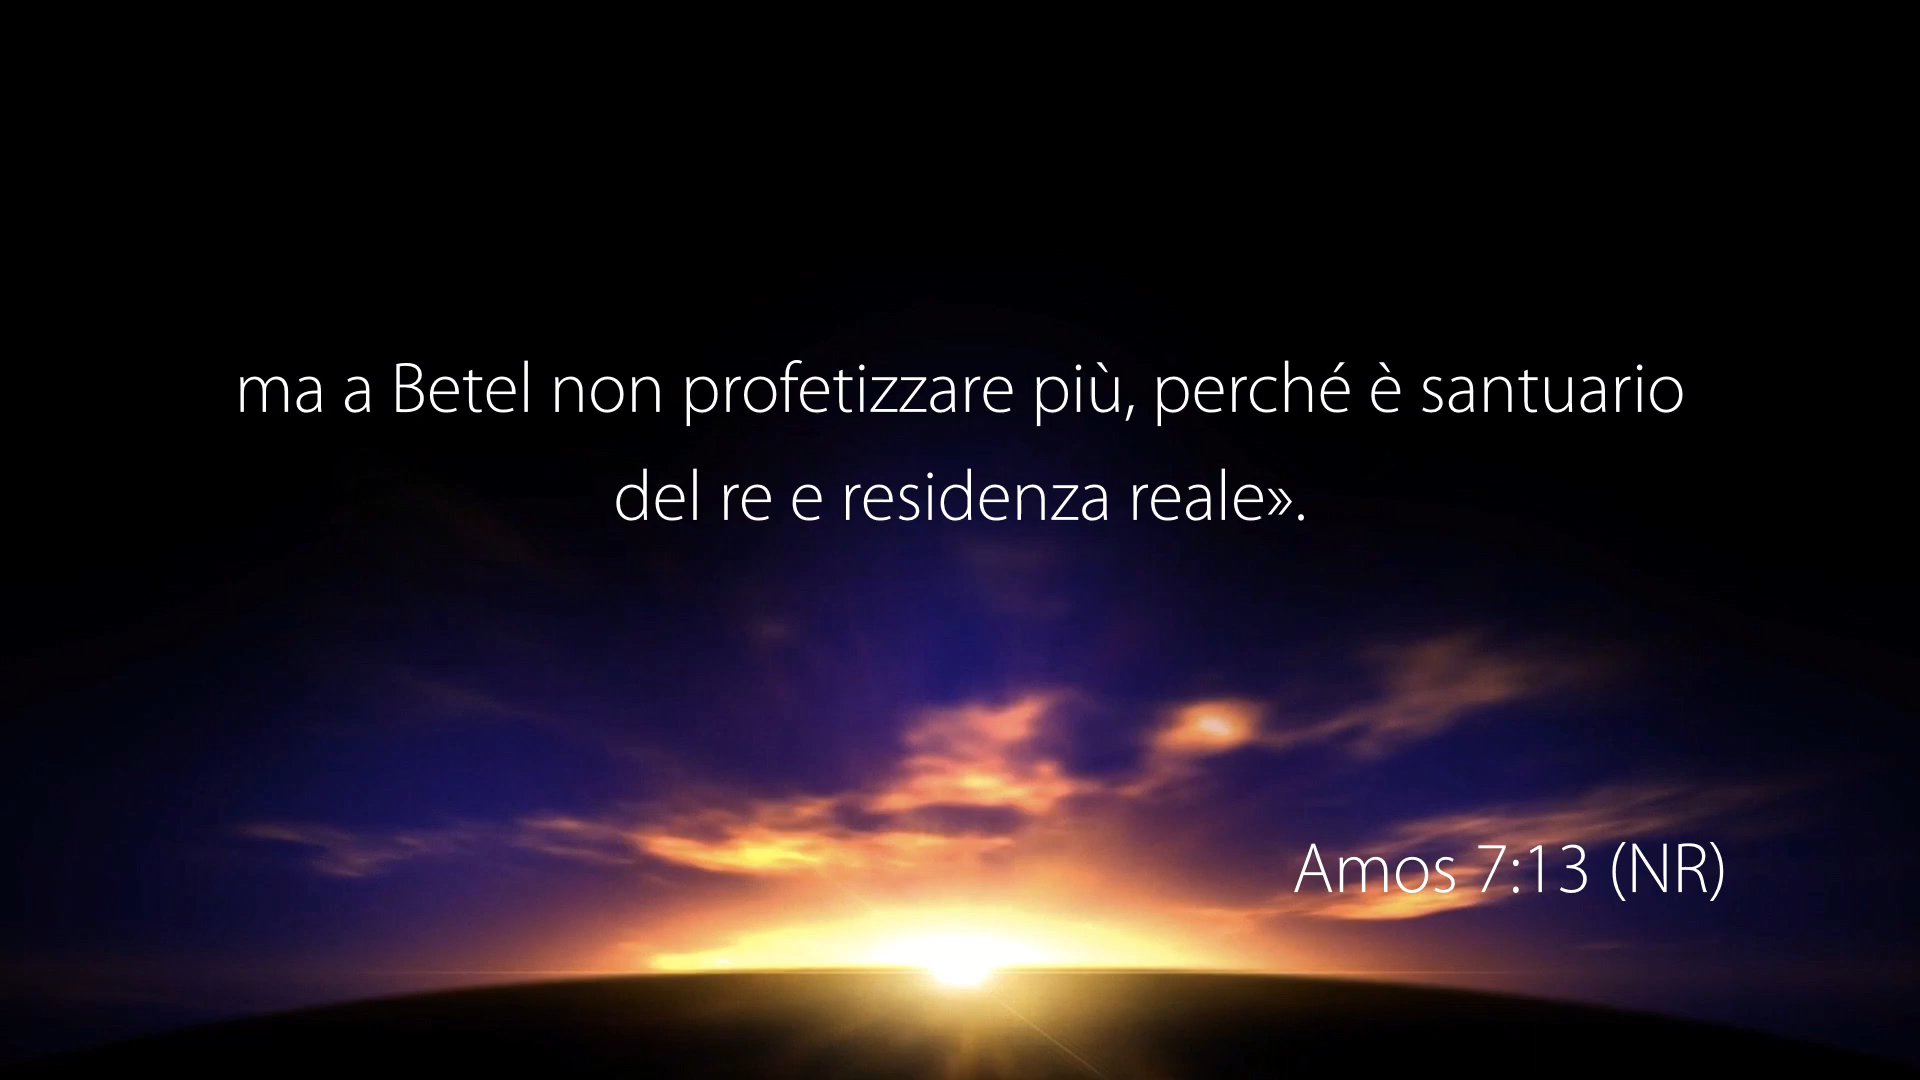 ma a Betel non profetizzare più, perché è santuario
del re e residenza reale».
Amos 7:13 (NR)